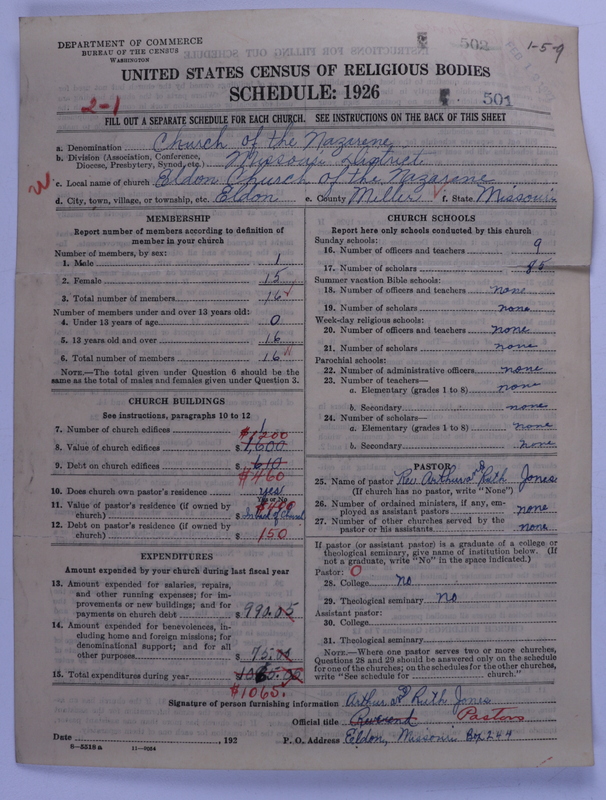 DEPARTMENT OF COMMERCE
BUREAU OF THE CENSUS
WASHINGTON
502
1-5-9
UNITED STATES CENSUS OF RELIGIOUS BODIES
SCHEDULE: 1926
2-1
501
FILL OUT A SEPARATE SCHEDULE FOR EACH CHURCH. SEE INSTRUCTIONS ON THE BACK OF THIS SHEET
a. Denomination Church of the Nazarene
b. Division (Association, Conference, Diocese, Presbytery, Synod, etc.) Missouri District
w.
c. Local name of church Eldon Church of the Nazarene
d. City, town, village, or township, etc. Eldon e. County Miller f. State Missouri
MEMBERSHIP
Report number of members according to definition of
member in your church
Number of members, by sex:
1. Male 1
2. Female 15
3. Total number of members 16
Number of members under and over 13 years old:
4. Under 13 years of age 0
5. 13 years old and over 16
6. Total number of members 16
NOTE.—The total given under Question 6 should be
same as the total of males and females given under Question 3.
CHURCH BUILDINGS
See instructions, paragraphs 10 to 12
7. Number of church edifices 1
$1200
8. Value of church edifices $ 1,600
9. Debt on church edifices $ 610
$460
10. Does church own pastor's residence yes
Yes or No
11. Value of pastor's residence (if owned by
church) $
$400
12. Debt on pastor's residence (if owned by
church) $ 150
EXPENDITURES
Amount expended by your church during last fiscal year
13. Amount expended for salaries, repairs,
and other running expenses; for im-
provements or new buildings; and for
payments on church debt $ 990.05
14. Amount expended for benevolences, in-
cluding home and foreign missions; for
denominational support; and for all
other purposes 75.00
15. Total expenditures during year
$1065.
CHURCH SCHOOLS
Report here only schools conducted by this church
Sunday schools:
16. Number of officers and teachers 9
17. Number of scholars 85
Summer vacation Bible schools:
18. Number of officers and teachers none
19. Number of scholars none
Week-day religious schools:
20. Number of officers and teachers none
21. Number of scholars none
Parochial schools:
22. Number of administrative officers none
23. Number of teachers—
a. Elementary (grades 1 to 8) none
b. Secondary none
24. Number of scholars—
a. Elementary (grades 1 to 8) none
b. Secondary none
PASTOR
25. Name of pastor Rev. Arthur & Ruth Jones
(If church has no pastor, write "None")
26. Number of ordained ministers, if any, em-
ployed as assistant pastors none
27. Number of other churches served by the
pastor or his assistants none
If pastor (or assistant pastor) is a graduate of a college or
theological seminary, give name of institution below. (If
not a graduate, write "No" in the space indicated.)
Pastor: 0
28. College no
29. Theological seminary No
Assistant pastor:
30. College
31. Theological seminary
NOTE.—Where one pastor serves two or more churches,
Questions 28 and 29 should be answered only on the schedule
for one of the churches; on the schedules for the other churches,
write "See schedule for church."
Signature of person furnishing information Arthur & Ruth Jones
Official title Reverend Pastors
Date , 192 P. O. Address Eldon, Missouri Box 244
8—5518 a 11—9054